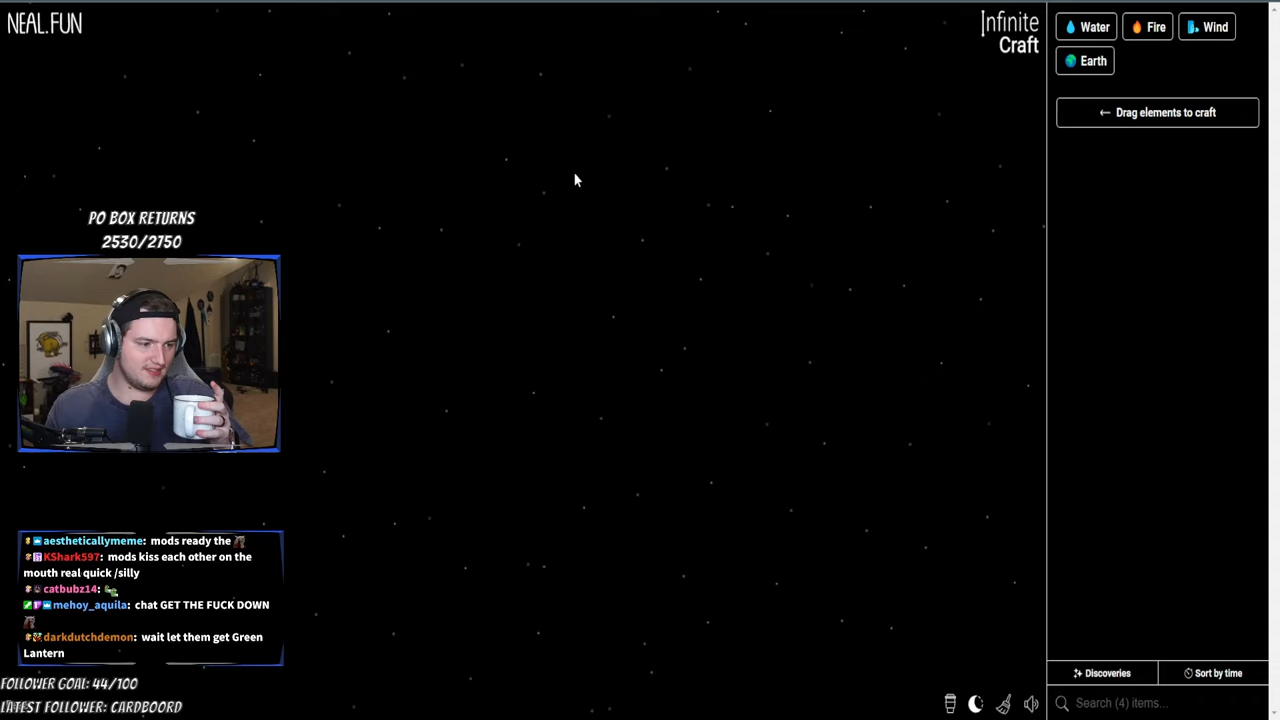 NEAL.FUN
Infinite
Craft
Water
Fire
Wind
Earth
← Drag elements to craft
PO BOX RETURNS
2530/2750
aestheticallymeme: mods ready the
KShark597: mods kiss each other on the
mouth real quick /silly
catbubz14:
mehoy_aquila: chat GET THE FUCK DOWN
darkdutchdemon: wait let them get Green
Lantern
FOLLOWER GOAL: 44/100
LATEST FOLLOWER: CARDBOARD
Discoveries
Sort by time
Search (4) items...